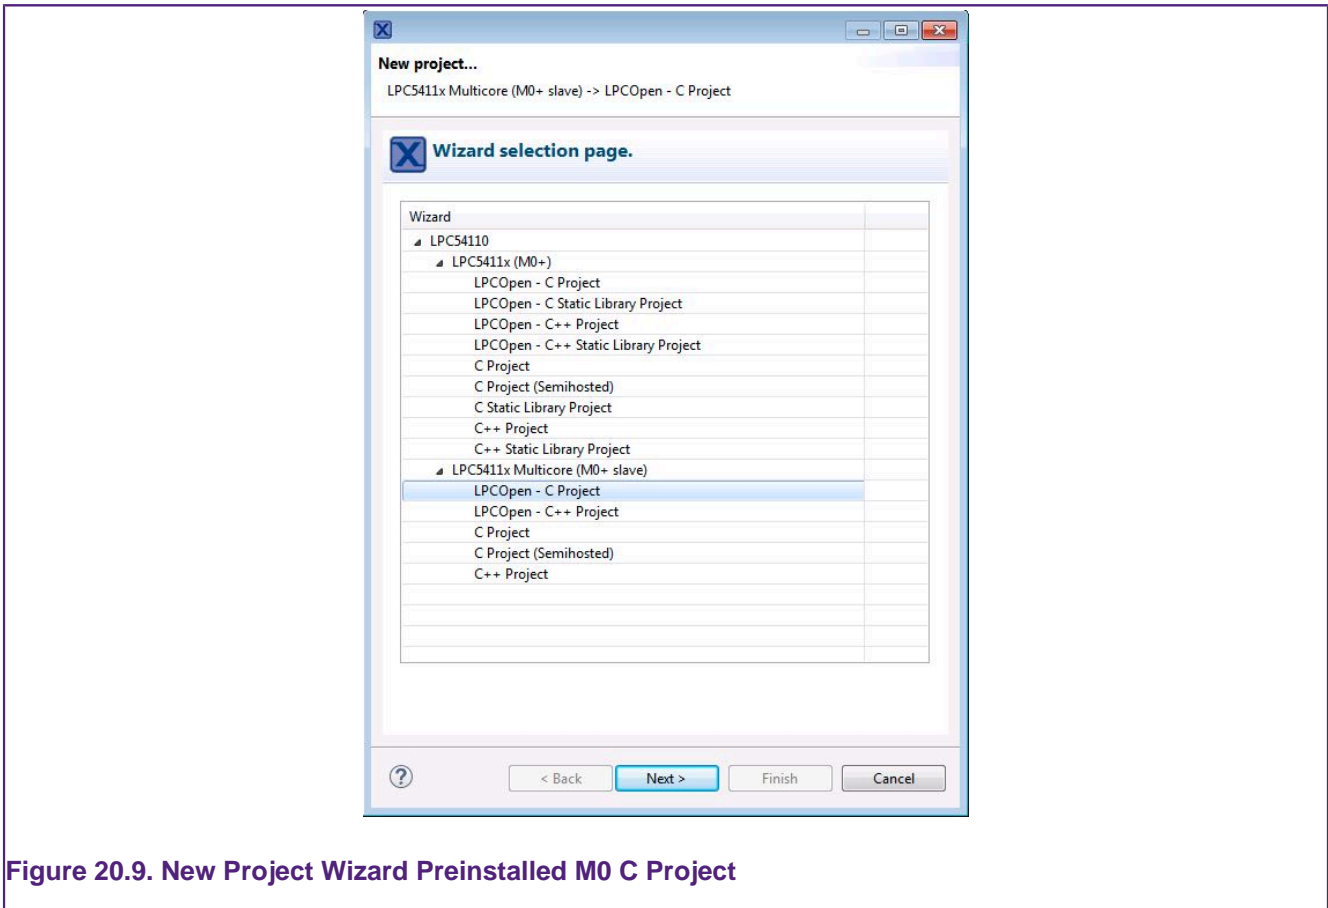 New project...
LPC5411x Multicore (M0+ slave) -> LPCOpen - C Project
Wizard selection page.
Wizard
LPC54110
LPC5411x (M0+)
LPCOpen - C Project
LPCOpen - C Static Library Project
LPCOpen - C++ Project
LPCOpen - C++ Static Library Project
C Project
C Project (Semihosted)
C Static Library Project
C++ Project
C++ Static Library Project
LPC5411x Multicore (M0+ slave)
LPCOpen - C Project
LPCOpen - C++ Project
C Project
C Project (Semihosted)
C++ Project
? < Back Next > Finish Cancel
Figure 20.9. New Project Wizard Preinstalled M0 C Project